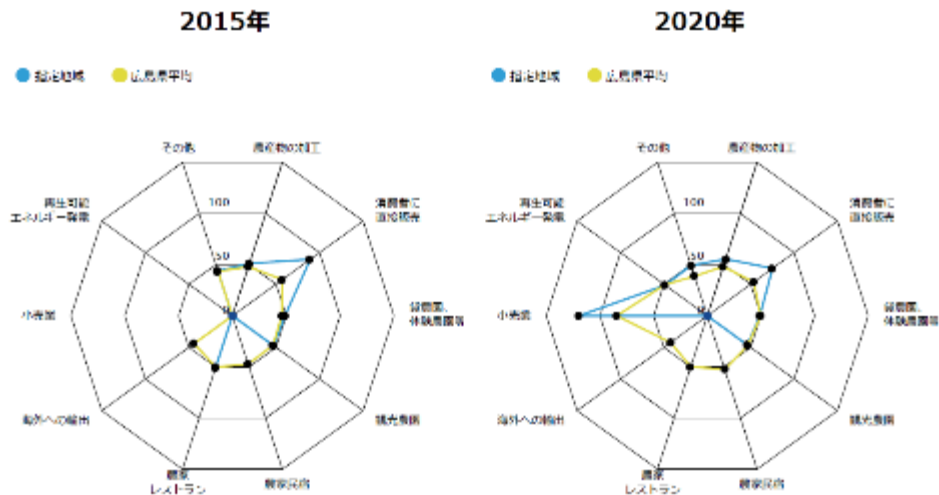 2015年
指定地域
広島県平均
その他
農産物の加工
消費者に
直接販売
貸農園、
体験農園等
観光農園
農家民宿
農家
レストラン
海外への輸出
小売業
再生可能
エネルギー発電
100
50
0
2020年
指定地域
広島県平均
その他
農産物の加工
消費者に
直接販売
貸農園、
体験農園等
観光農園
農家民宿
農家
レストラン
海外への輸出
小売業
再生可能
エネルギー発電
100
50
0